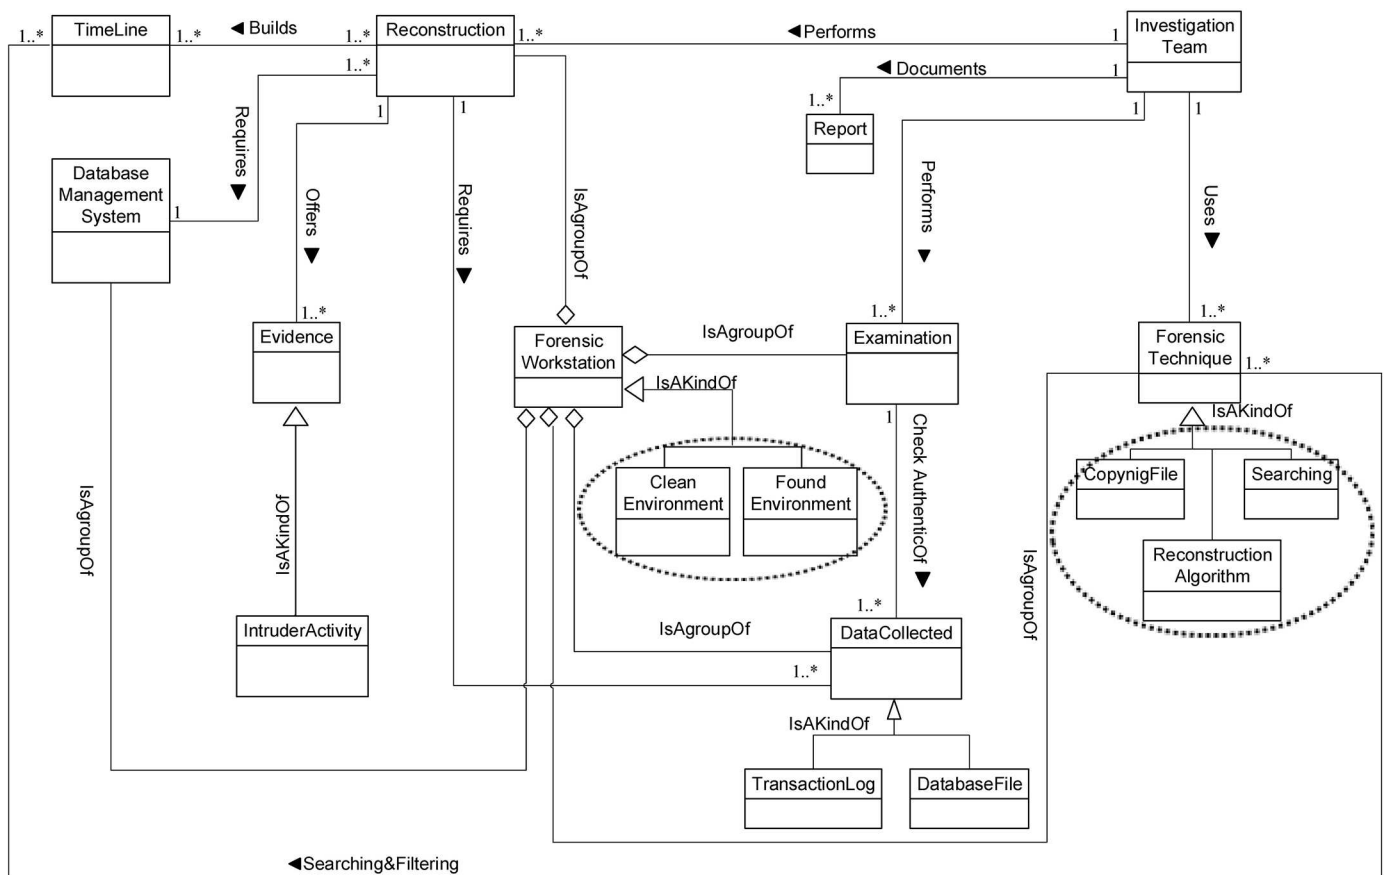 TimeLine
1..*
1..*
◄ Builds
1..*
Reconstruction
1..*
1..*
◄Performs
1
Investigation
Team
1
◄ Documents
1..*
Report
1
1
1
1
Requires
Database
Management
System
1
Offers
Requires
IsAgroupOf
Performs
Uses
1..*
Evidence
Forensic
Workstation
IsAgroupOf
1..*
Examination
1..*
Forensic
Technique
1..*
IsAKindOf
1
IsAKindOf
Clean
Environment
Found
Environment
Check AuthenticOf
CopynigFile
Searching
Reconstruction
Algorithm
IsAgroupOf
IsAKindOf
IsAgroupOf
IntruderActivity
IsAgroupOf
1..*
DataCollected
1..*
IsAKindOf
TransactionLog
DatabaseFile
◄Searching&Filtering